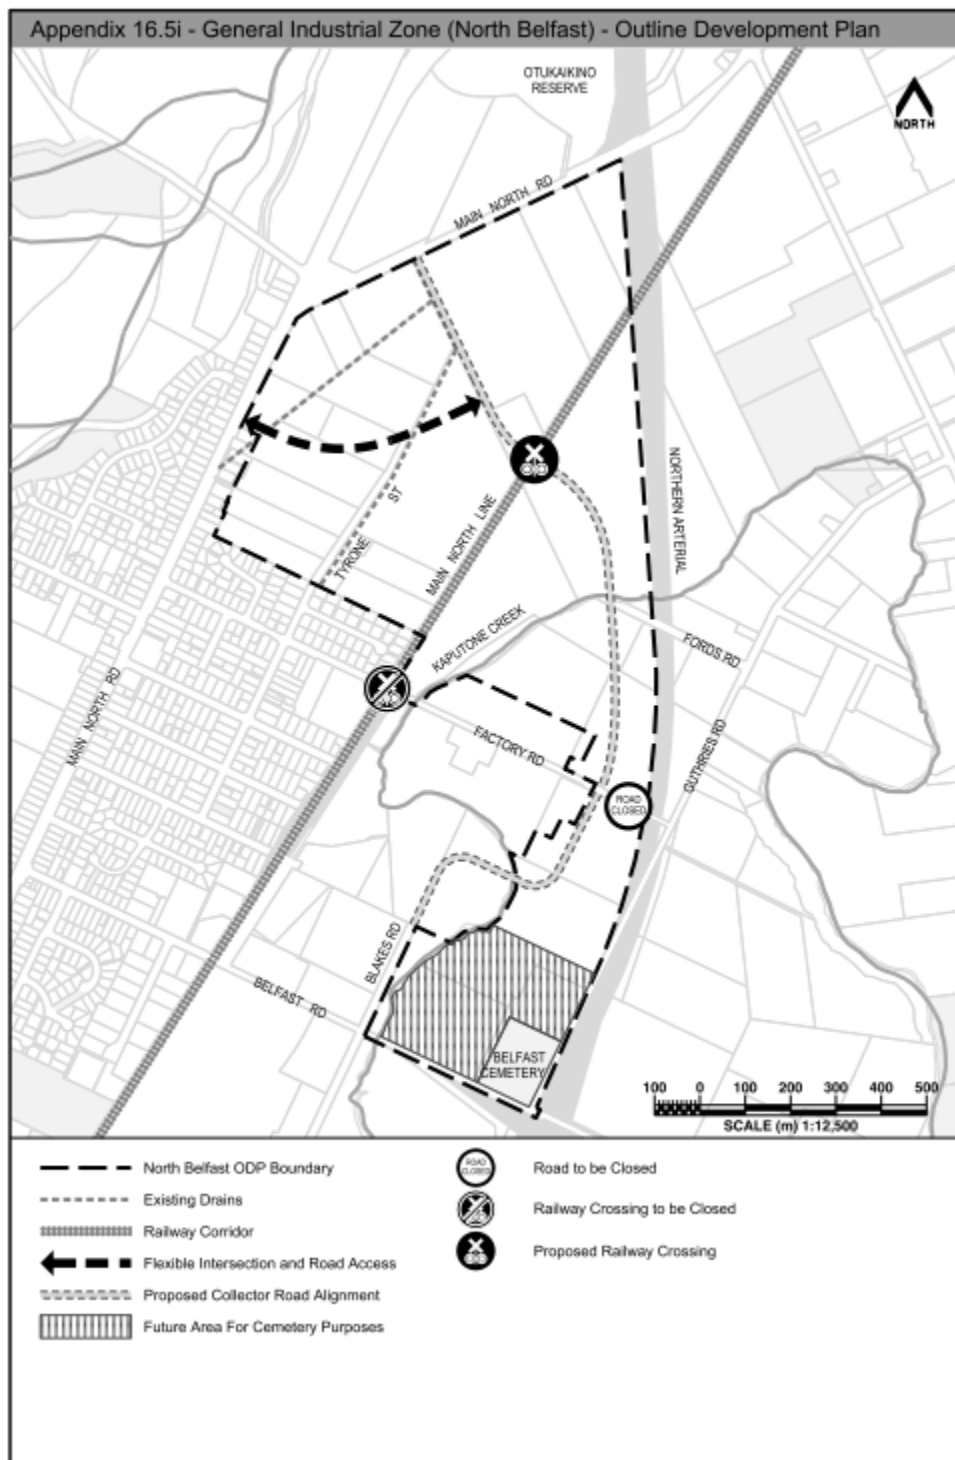 Appendix 16.5i - General Industrial Zone (North Belfast) - Outline Development Plan
OTUKAIKINO
RESERVE
NORTH
MAIN NORTH RD
NORTHERN ARTERIAL
TYRONE ST
MAIN NORTH LINE
KAPUTONE CREEK
FORDS RD
MAIN NORTH RD
FACTORY RD
GUTHRIES RD
ROAD
CLOSED
BLAKES RD
BELFAST RD
BELFAST
CEMETERY
100 0 100 200 300 400 500
SCALE (m) 1:12,500
North Belfast ODP Boundary
Existing Drains
Railway Corridor
Flexible Intersection and Road Access
Proposed Collector Road Alignment
Future Area For Cemetery Purposes
ROAD
CLOSED
Road to be Closed
Railway Crossing to be Closed
Proposed Railway Crossing